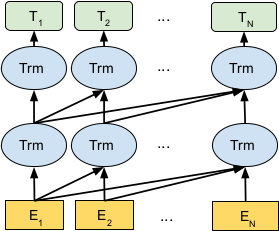 T1 T2 ... TN
Trm Trm ... Trm
Trm Trm ... Trm
E1 E2 ... EN